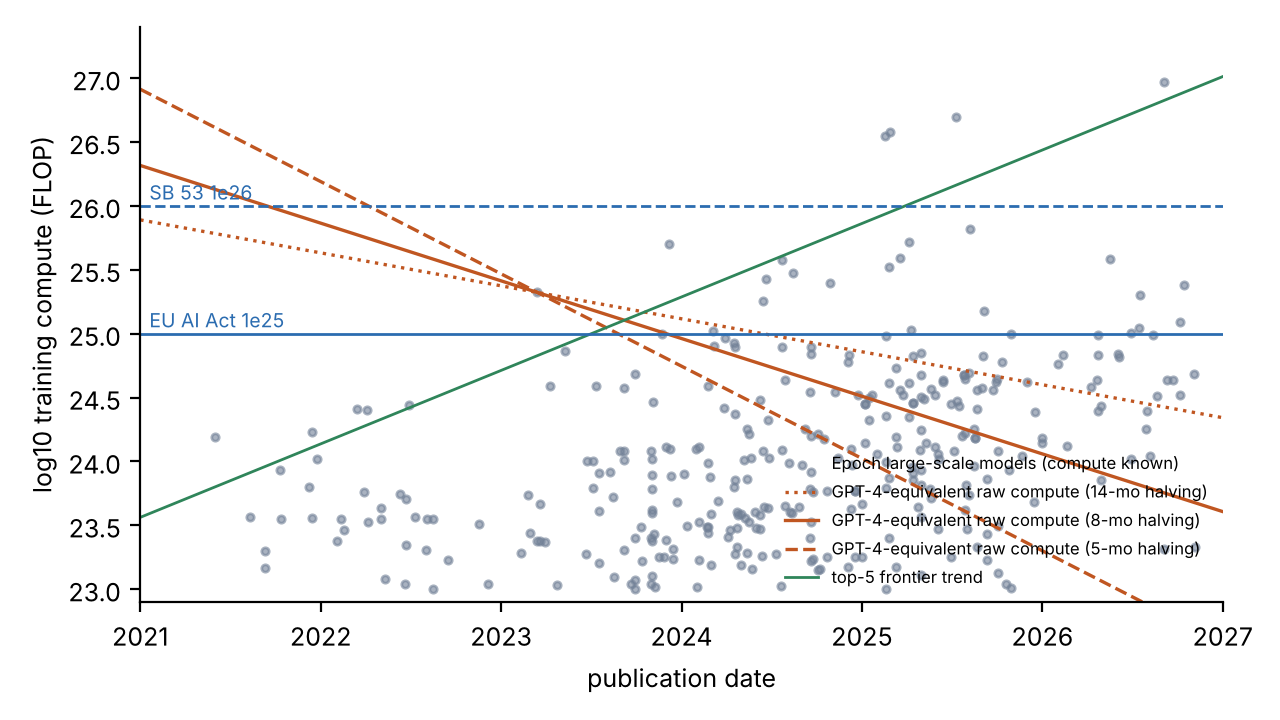 27.0
26.5
26.0
25.5
25.0
24.5
24.0
23.5
23.0
log10 training compute (FLOP)
SB 53 1e26
EU AI Act 1e25
Epoch large-scale models (compute known)
GPT-4-equivalent raw compute (14-mo halving)
GPT-4-equivalent raw compute (8-mo halving)
GPT-4-equivalent raw compute (5-mo halving)
top-5 frontier trend
2021 2022 2023 2024 2025 2026 2027
publication date